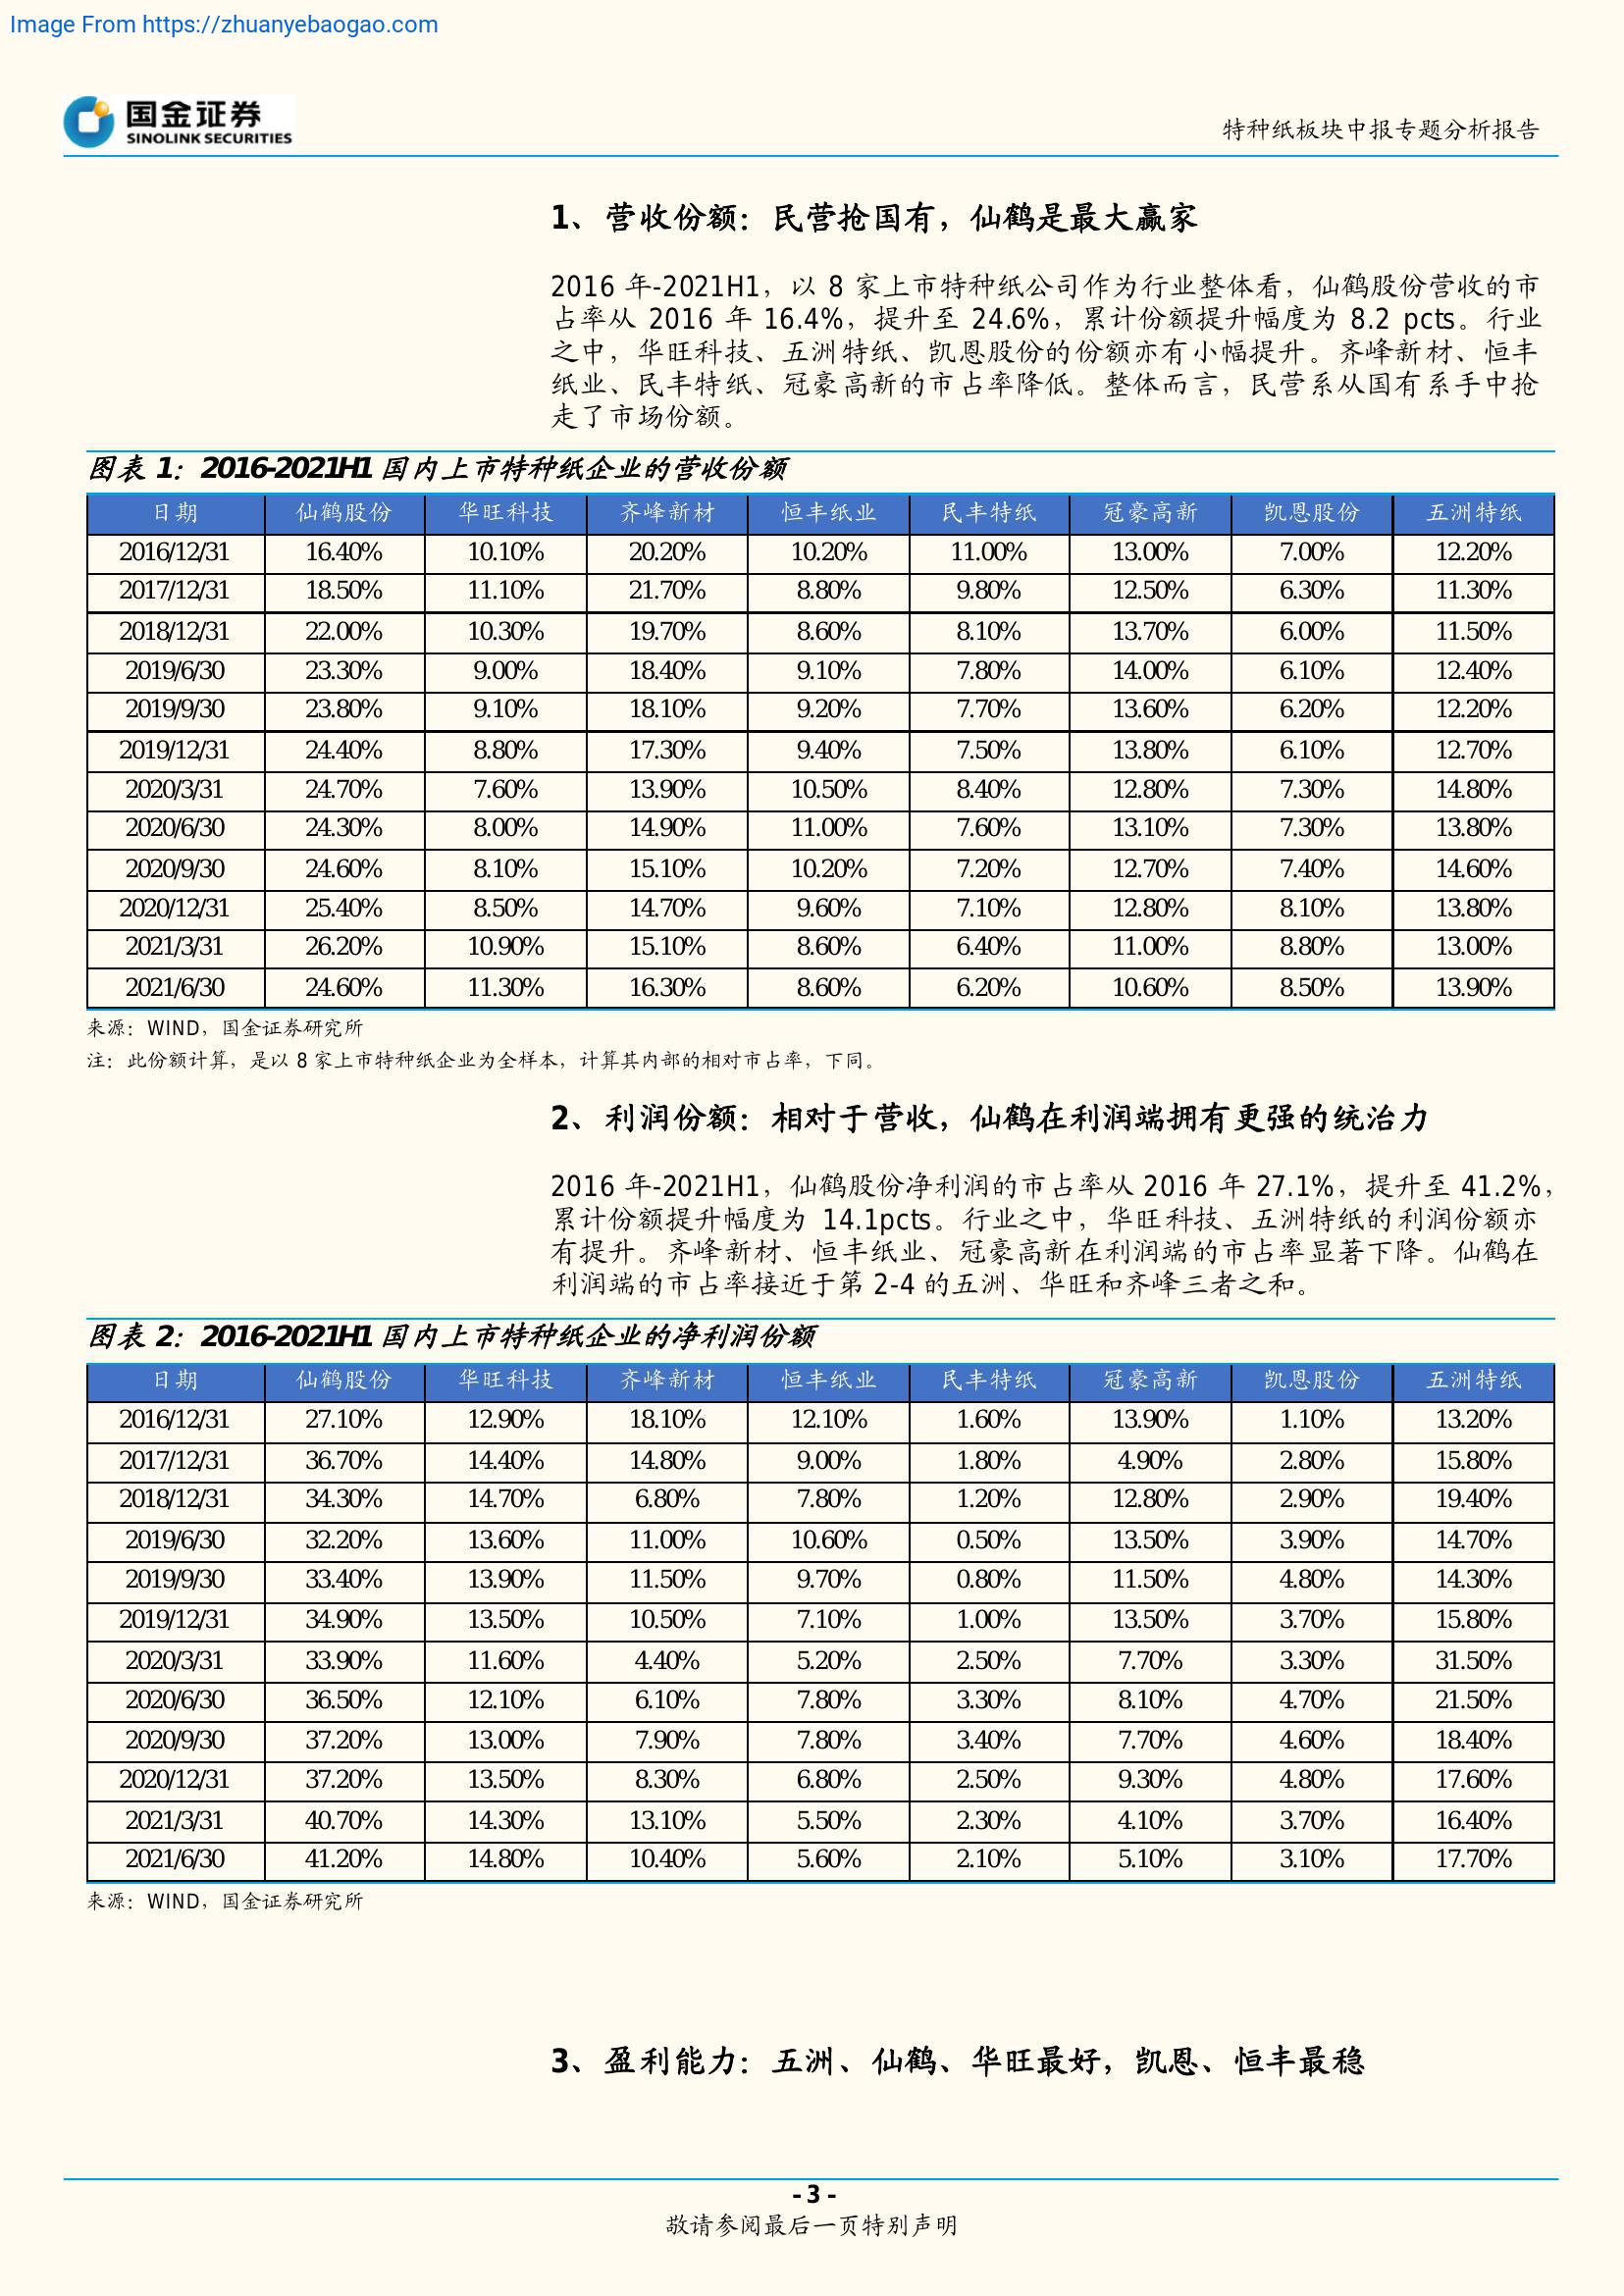 Image From https://zhuanyebaogao.com
国金证券
SINOLINK SECURITIES
特种纸板块中报专题分析报告
1、营收份额：民营抢国有，仙鹤是最大赢家
2016 年-2021H1，以 8 家上市特种纸公司作为行业整体看，仙鹤股份营收的市
占率从 2016 年 16.4%，提升至 24.6%，累计份额提升幅度为 8.2 pcts。行业
之中，华旺科技、五洲特纸、凯恩股份的份额亦有小幅提升。齐峰新材、恒丰
纸业、民丰特纸、冠豪高新的市占率降低。整体而言，民营系从国有系手中抢
走了市场份额。
图表 1：2016-2021H1 国内上市特种纸企业的营收份额
日期 仙鹤股份 华旺科技 齐峰新材 恒丰纸业 民丰特纸 冠豪高新 凯恩股份 五洲特纸
2016/12/31 16.40% 10.10% 20.20% 10.20% 11.00% 13.00% 7.00% 12.20%
2017/12/31 18.50% 11.10% 21.70% 8.80% 9.80% 12.50% 6.30% 11.30%
2018/12/31 22.00% 10.30% 19.70% 8.60% 8.10% 13.70% 6.00% 11.50%
2019/6/30 23.30% 9.00% 18.40% 9.10% 7.80% 14.00% 6.10% 12.40%
2019/9/30 23.80% 9.10% 18.10% 9.20% 7.70% 13.60% 6.20% 12.20%
2019/12/31 24.40% 8.80% 17.30% 9.40% 7.50% 13.80% 6.10% 12.70%
2020/3/31 24.70% 7.60% 13.90% 10.50% 8.40% 12.80% 7.30% 14.80%
2020/6/30 24.30% 8.00% 14.90% 11.00% 7.60% 13.10% 7.30% 13.80%
2020/9/30 24.60% 8.10% 15.10% 10.20% 7.20% 12.70% 7.40% 14.60%
2020/12/31 25.40% 8.50% 14.70% 9.60% 7.10% 12.80% 8.10% 13.80%
2021/3/31 26.20% 10.90% 15.10% 8.60% 6.40% 11.00% 8.80% 13.00%
2021/6/30 24.60% 11.30% 16.30% 8.60% 6.20% 10.60% 8.50% 13.90%
来源：WIND，国金证券研究所
注：此份额计算，是以 8 家上市特种纸企业为全样本，计算其内部的相对市占率，下同。
2、利润份额：相对于营收，仙鹤在利润端拥有更强的统治力
2016 年-2021H1，仙鹤股份净利润的市占率从 2016 年 27.1%，提升至 41.2%，
累计份额提升幅度为 14.1pcts。行业之中，华旺科技、五洲特纸的利润份额亦
有提升。齐峰新材、恒丰纸业、冠豪高新在利润端的市占率显著下降。仙鹤在
利润端的市占率接近于第 2-4 的五洲、华旺和齐峰三者之和。
图表 2：2016-2021H1 国内上市特种纸企业的净利润份额
日期 仙鹤股份 华旺科技 齐峰新材 恒丰纸业 民丰特纸 冠豪高新 凯恩股份 五洲特纸
2016/12/31 27.10% 12.90% 18.10% 12.10% 1.60% 13.90% 1.10% 13.20%
2017/12/31 36.70% 14.40% 14.80% 9.00% 1.80% 4.90% 2.80% 15.80%
2018/12/31 34.30% 14.70% 6.80% 7.80% 1.20% 12.80% 2.90% 19.40%
2019/6/30 32.20% 13.60% 11.00% 10.60% 0.50% 13.50% 3.90% 14.70%
2019/9/30 33.40% 13.90% 11.50% 9.70% 0.80% 11.50% 4.80% 14.30%
2019/12/31 34.90% 13.50% 10.50% 7.10% 1.00% 13.50% 3.70% 15.80%
2020/3/31 33.90% 11.60% 4.40% 5.20% 2.50% 7.70% 3.30% 31.50%
2020/6/30 36.50% 12.10% 6.10% 7.80% 3.30% 8.10% 4.70% 21.50%
2020/9/30 37.20% 13.00% 7.90% 7.80% 3.40% 7.70% 4.60% 18.40%
2020/12/31 37.20% 13.50% 8.30% 6.80% 2.50% 9.30% 4.80% 17.60%
2021/3/31 40.70% 14.30% 13.10% 5.50% 2.30% 4.10% 3.70% 16.40%
2021/6/30 41.20% 14.80% 10.40% 5.60% 2.10% 5.10% 3.10% 17.70%
来源：WIND，国金证券研究所
3、盈利能力：五洲、仙鹤、华旺最好，凯恩、恒丰最稳
- 3 -
敬请参阅最后一页特别声明